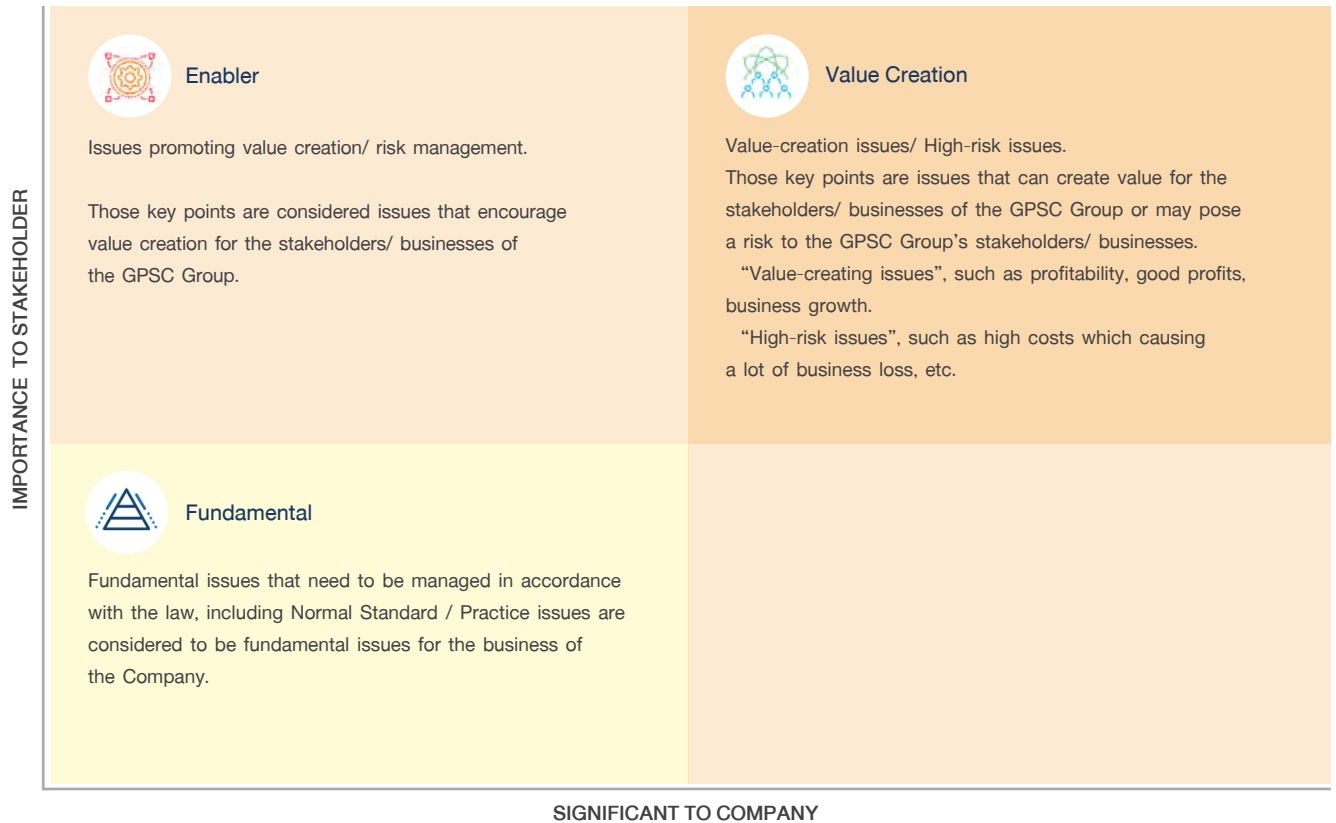 IMPORTANCE TO STAKEHOLDER
Enabler
Issues promoting value creation/ risk management.
Those key points are considered issues that encourage
value creation for the stakeholders/ businesses of
the GPSC Group.
Value Creation
Value-creation issues/ High-risk issues.
Those key points are issues that can create value for the
stakeholders/ businesses of the GPSC Group or may pose
a risk to the GPSC Group’s stakeholders/ businesses.
“Value-creating issues”, such as profitability, good profits,
business growth.
“High-risk issues”, such as high costs which causing
a lot of business loss, etc.
Fundamental
Fundamental issues that need to be managed in accordance
with the law, including Normal Standard / Practice issues are
considered to be fundamental issues for the business of
the Company.
SIGNIFICANT TO COMPANY